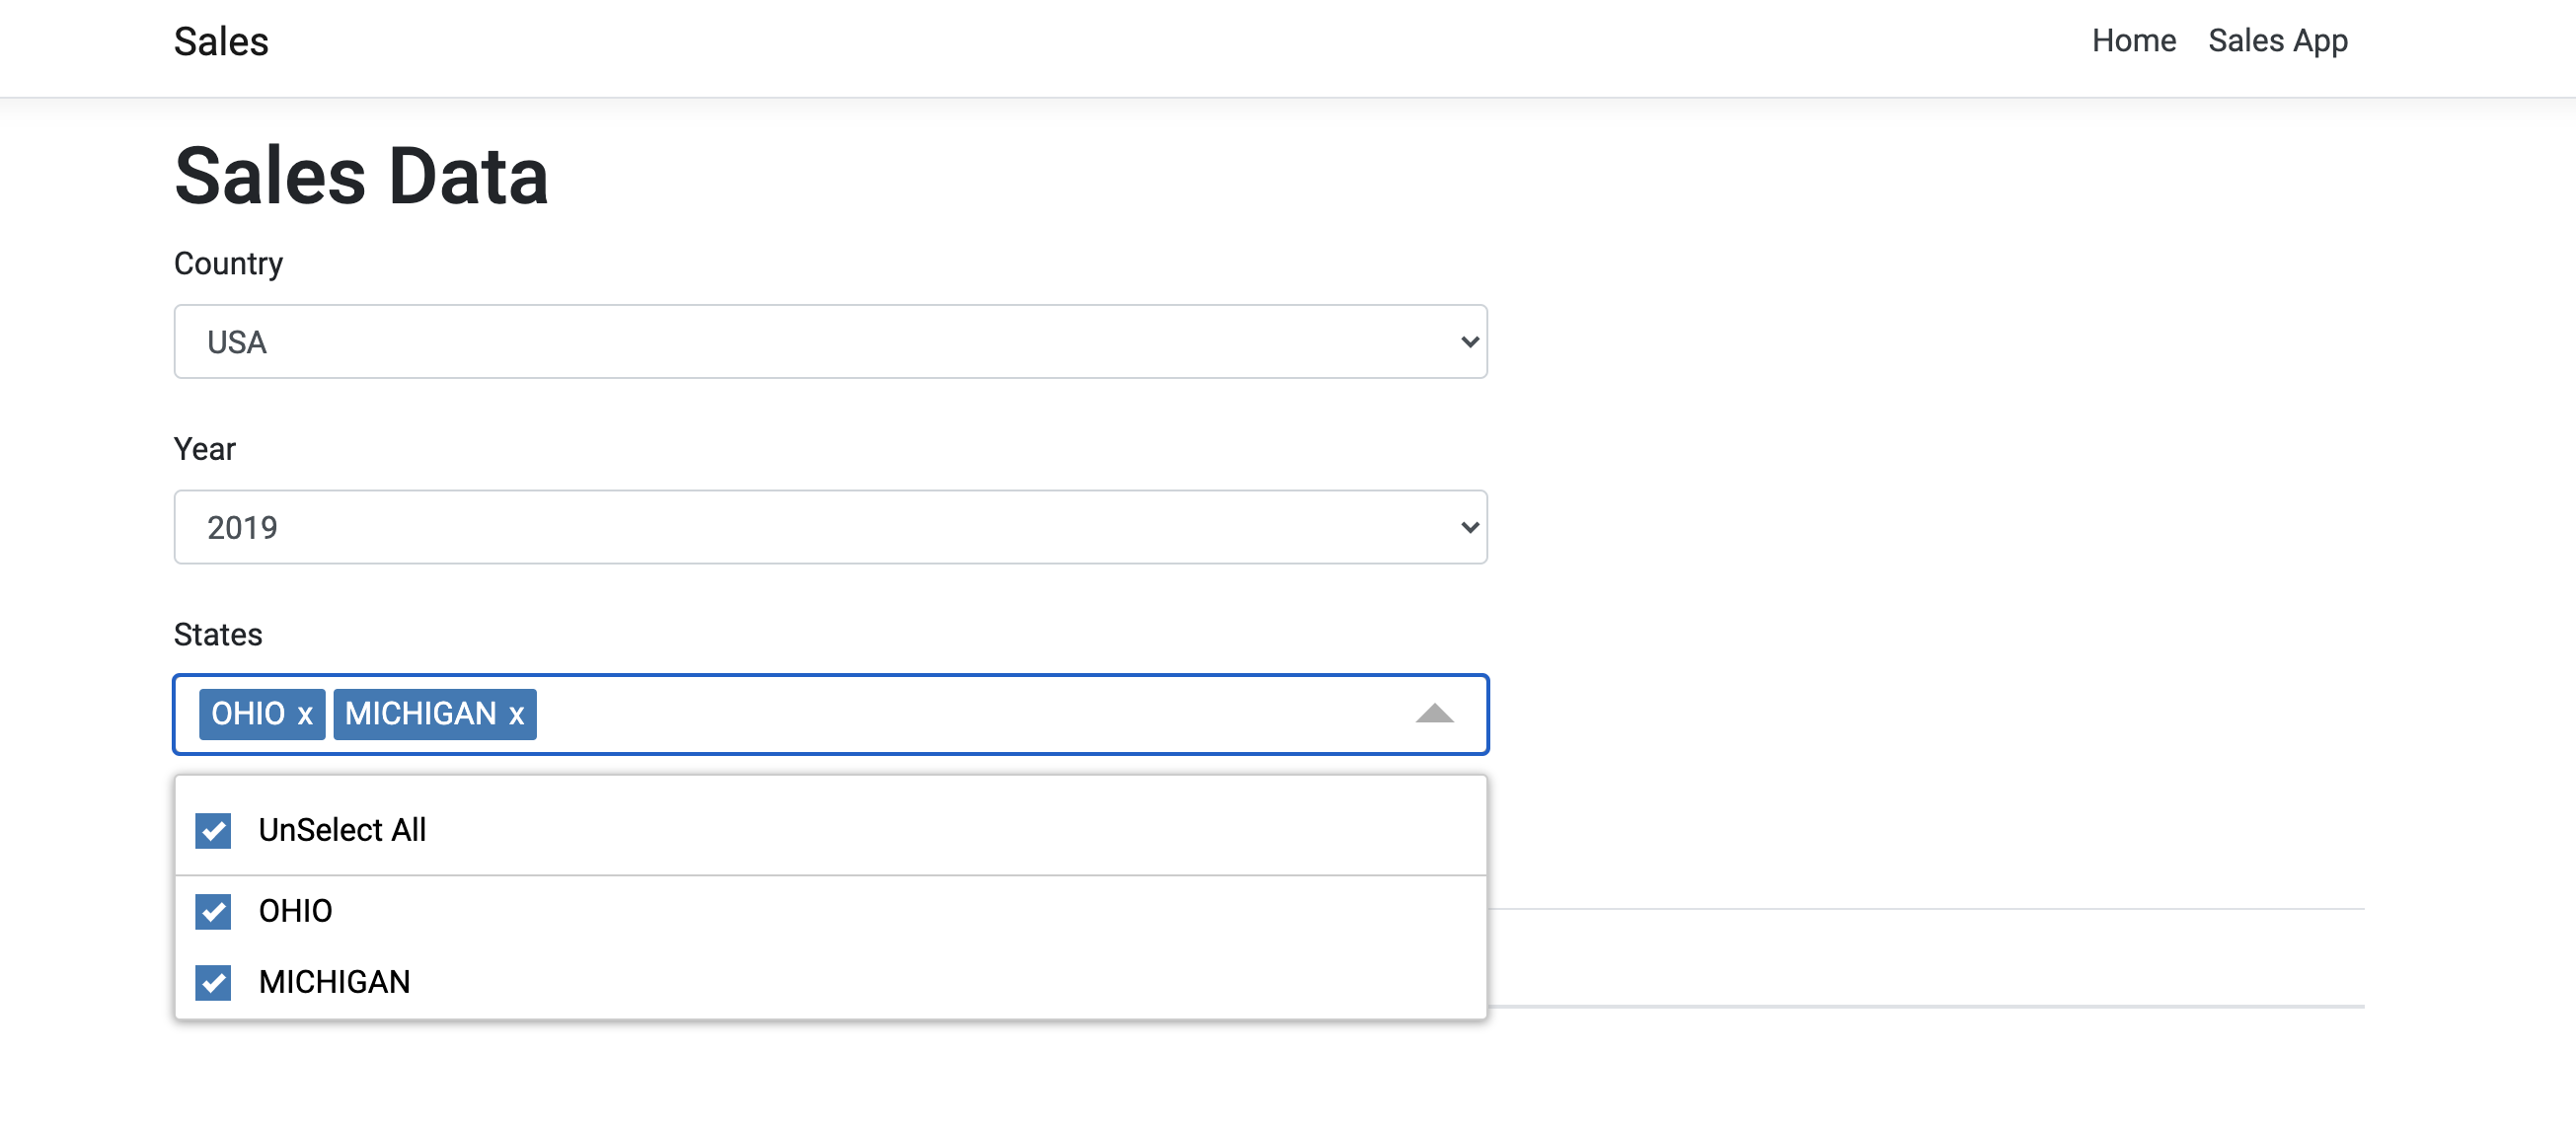 Sales Home Sales App
Sales Data
Country
USA
Year
2019
States
OHIO x MICHIGAN x
UnSelect All
OHIO
MICHIGAN